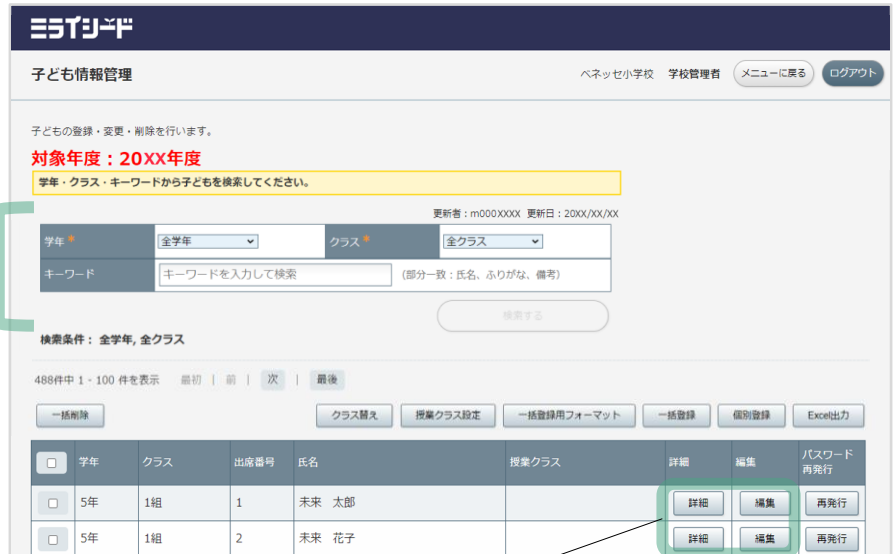 ミライシード
子ども情報管理 ベネッセ小学校 学校管理者 メニューに戻る ログアウト
子どもの登録・変更・削除を行います。
対象年度：20XX年度
学年・クラス・キーワードから子どもを検索してください。
更新者：m000XXXX 更新日：20XX/XX/XX
学年* 全学年 クラス* 全クラス
キーワード キーワードを入力して検索 (部分一致：氏名、ふりがな、備考)
検索する
検索条件： 全学年, 全クラス
488件中 1 - 100 件を表示 最初 | 前 | 次 | 最後
一括削除 クラス替え 授業クラス設定 一括登録用フォーマット 一括登録 個別登録 Excel出力
学年 クラス 出席番号 氏名 授業クラス 詳細 編集 パスワード再発行
5年 1組 1 未来 太郎 詳細 編集 再発行
5年 1組 2 未来 花子 詳細 編集 再発行